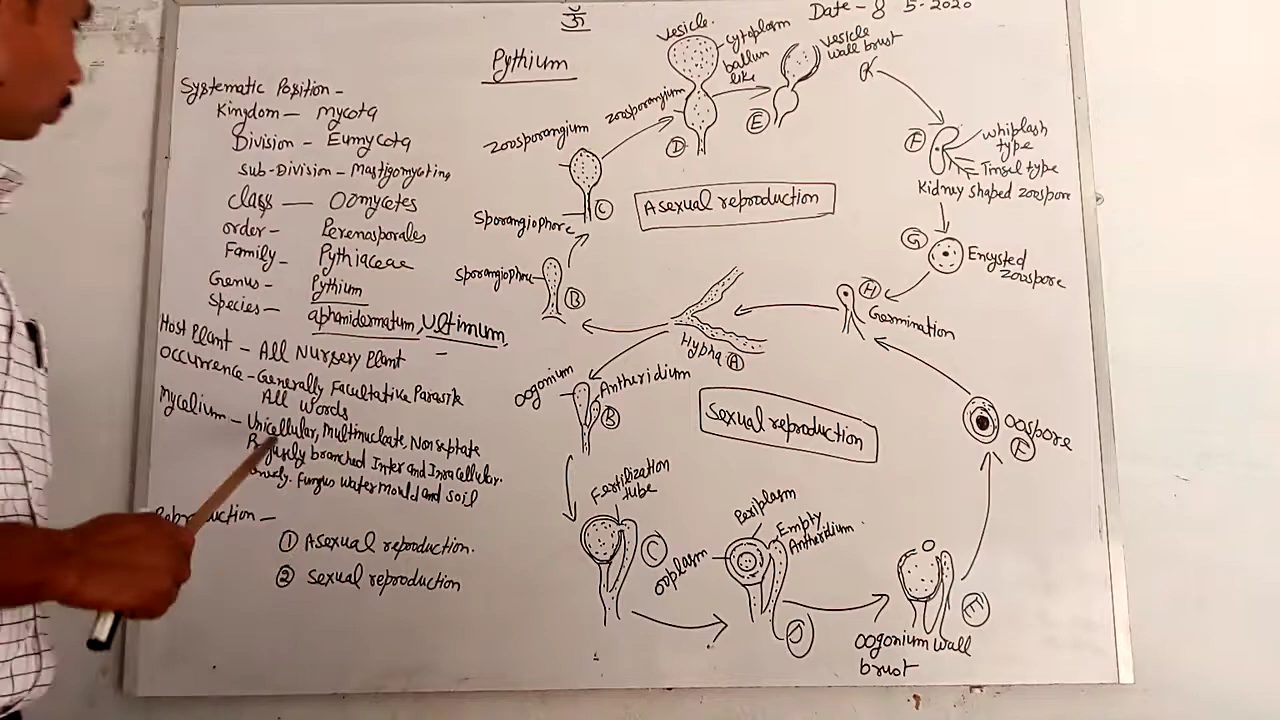 ॐ
Date - 8 5-2020
Pythium
Systematic Position -
Kingdom - Mycota
Division - Eumycota
Sub-Division - Mastigomycotina
Class - Oomycetes
Order - Perenosporales
Family - Pythiaceae
Genus - Pythium
Species - aphanidermatum, Ultimum
Host Plant - All Nursery Plant -
Occurrence - Generally Facultative Parasite
All Words
Mycelium - Unicellular, Multinucleate Nonseptate
branched Inter and Intracellular.
Fungus Water Mould and Soil
Reproduction -
① Asexual reproduction.
② Sexual reproduction
Asexual reproduction
Vesicle.
cytoplasm
ballun
like
zoosporangium
D
vesicle
wall brust
E
F
whiplash
type
Tinsel type
Kidney shaped zoospore
G
Encysted
zoospore
H
Germination
Hypha A
Sporangiophore
B
zoosporangium
Sporangiophore
C
Sexual reproduction
oogonium
Antheridium
B
Fertilization
tube
C
Periplasm
Empty
Antheridium.
ooplasm
D
E
oogonium wall
brust
Oospore
F